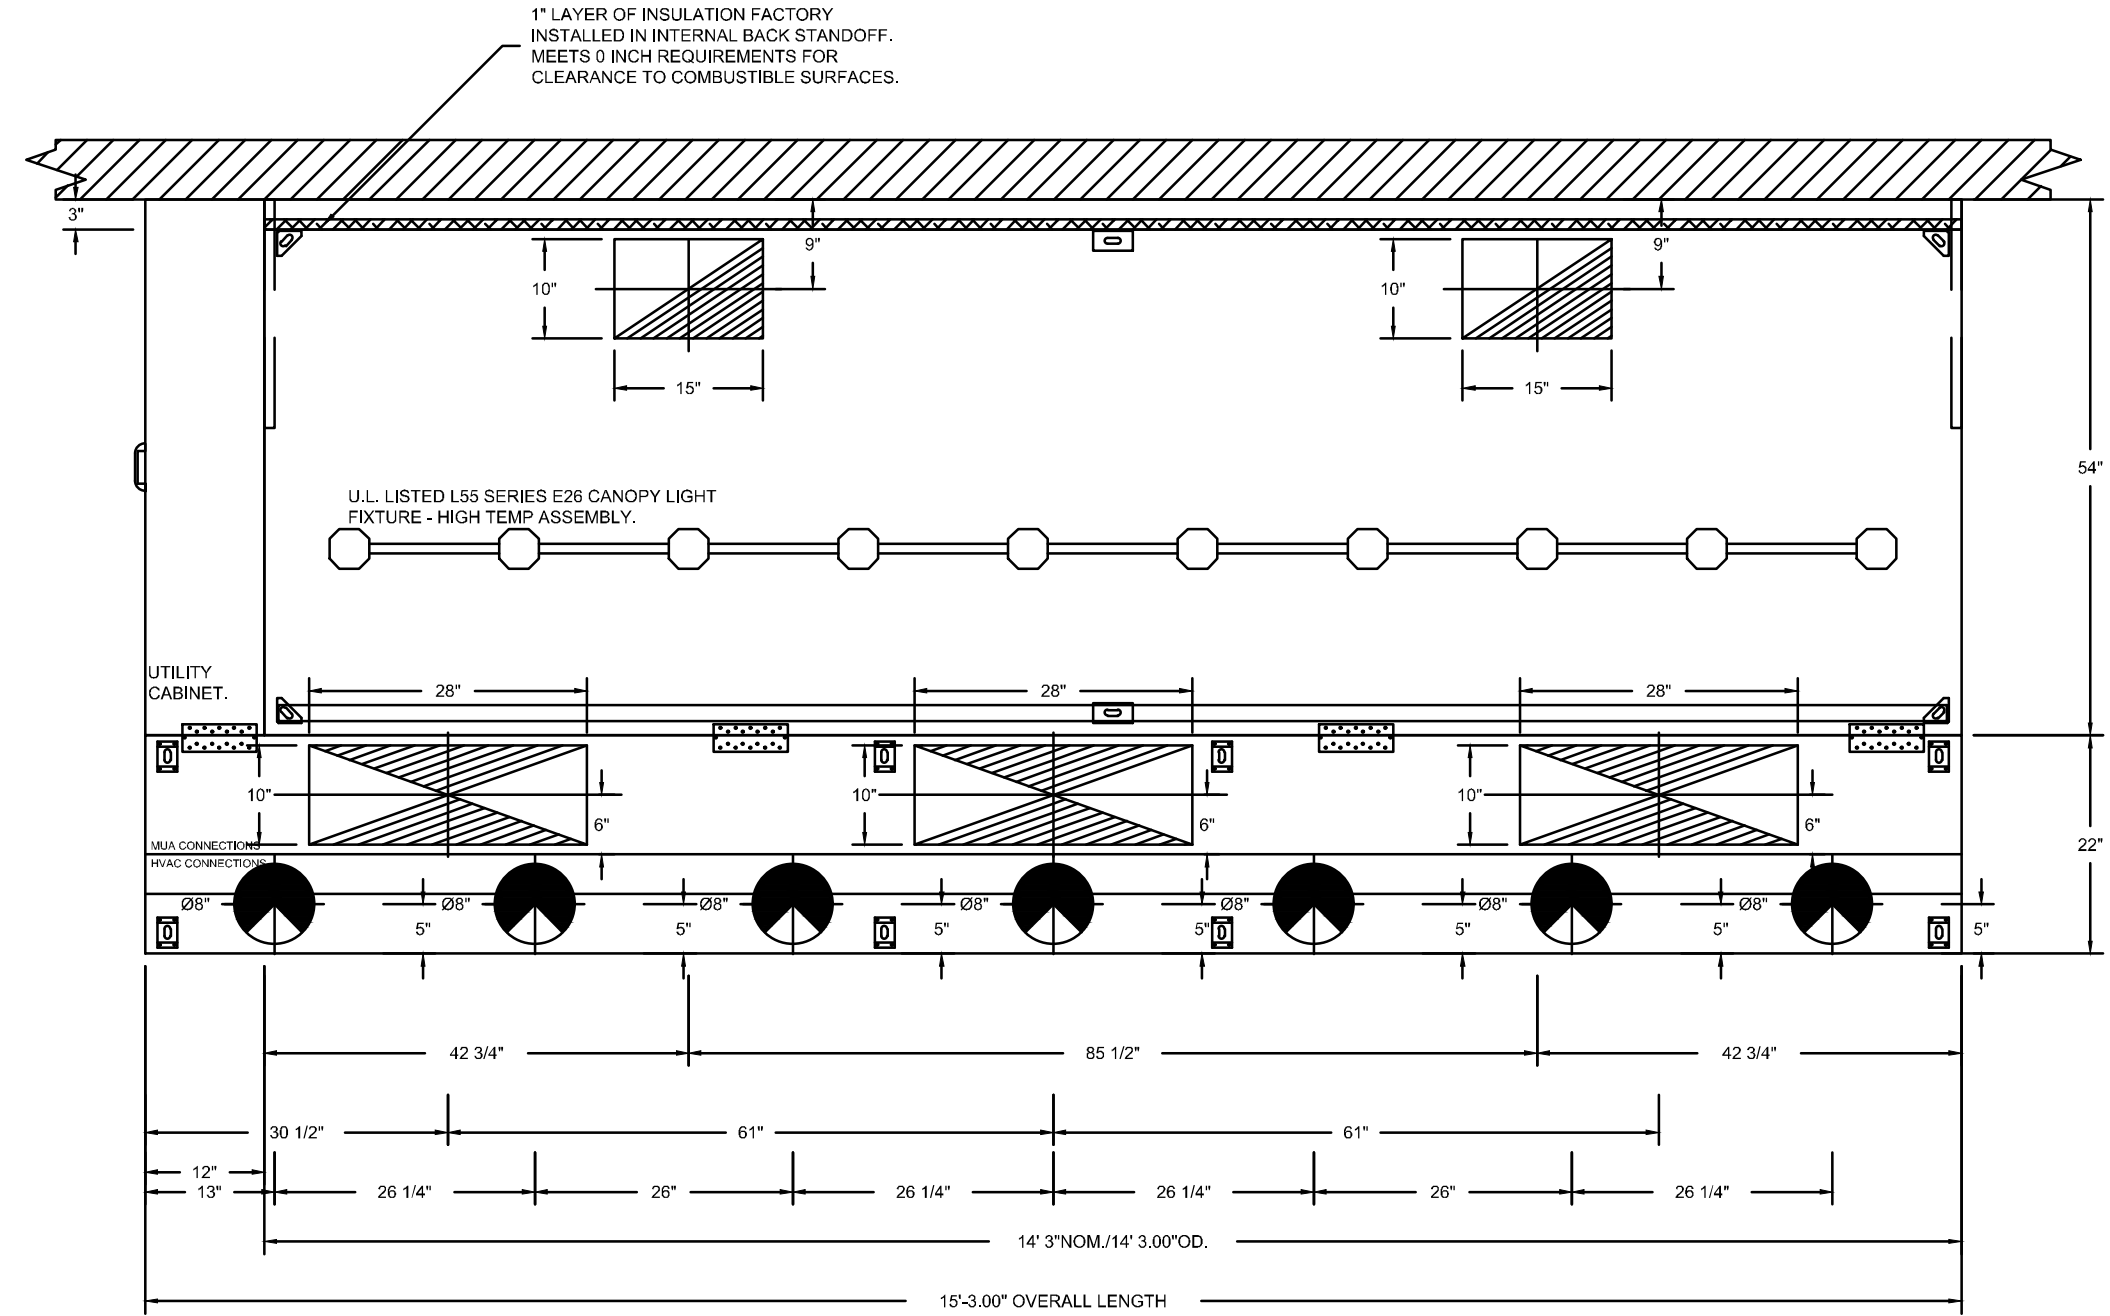 1" LAYER OF INSULATION FACTORY
INSTALLED IN INTERNAL BACK STANDOFF.
MEETS 0 INCH REQUIREMENTS FOR
CLEARANCE TO COMBUSTIBLE SURFACES.
3"
9"
9"
10"
10"
15"
15"
54"
U.L. LISTED L55 SERIES E26 CANOPY LIGHT
FIXTURE - HIGH TEMP ASSEMBLY.
UTILITY
CABINET.
28"
28"
28"
10"
10"
10"
6"
6"
6"
22"
MUA CONNECTIONS
HVAC CONNECTIONS
Ø8"
Ø8"
Ø8"
Ø8"
Ø8"
Ø8"
Ø8"
5"
5"
5"
5"
5"
5"
5"
42 3/4"
85 1/2"
42 3/4"
30 1/2"
61"
61"
12"
13"
26 1/4"
26"
26 1/4"
26 1/4"
26"
26 1/4"
14' 3"NOM./14' 3.00"OD.
15'-3.00" OVERALL LENGTH